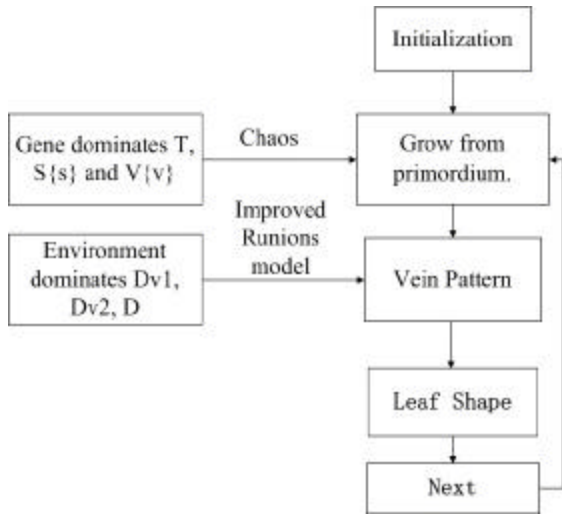 Initialization
Gene dominates T,
S{s} and V{v}
Chaos
Grow from
primordium.
Improved
Runions
model
Environment
dominates Dv1,
Dv2, D
Vein Pattern
Leaf Shape
Next